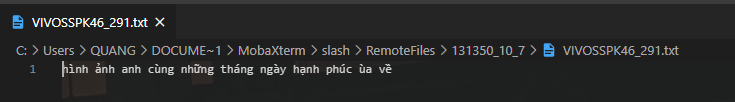 VIVOSSPK46_291.txt ×
C: > Users > QUANG > DOCUME~1 > MobaXterm > slash > RemoteFiles > 131350_10_7 > VIVOSSPK46_291.txt
1 hình ảnh anh cùng những tháng ngày hạnh phúc ùa về